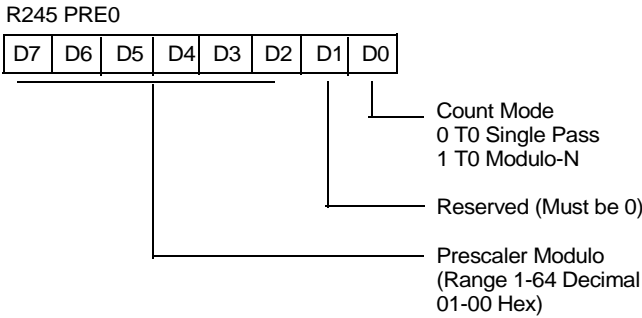 R245 PRE0
D7 D6 D5 D4 D3 D2 D1 D0
Count Mode
0 T0 Single Pass
1 T0 Modulo-N
Reserved (Must be 0)
Prescaler Modulo
(Range 1-64 Decimal
01-00 Hex)